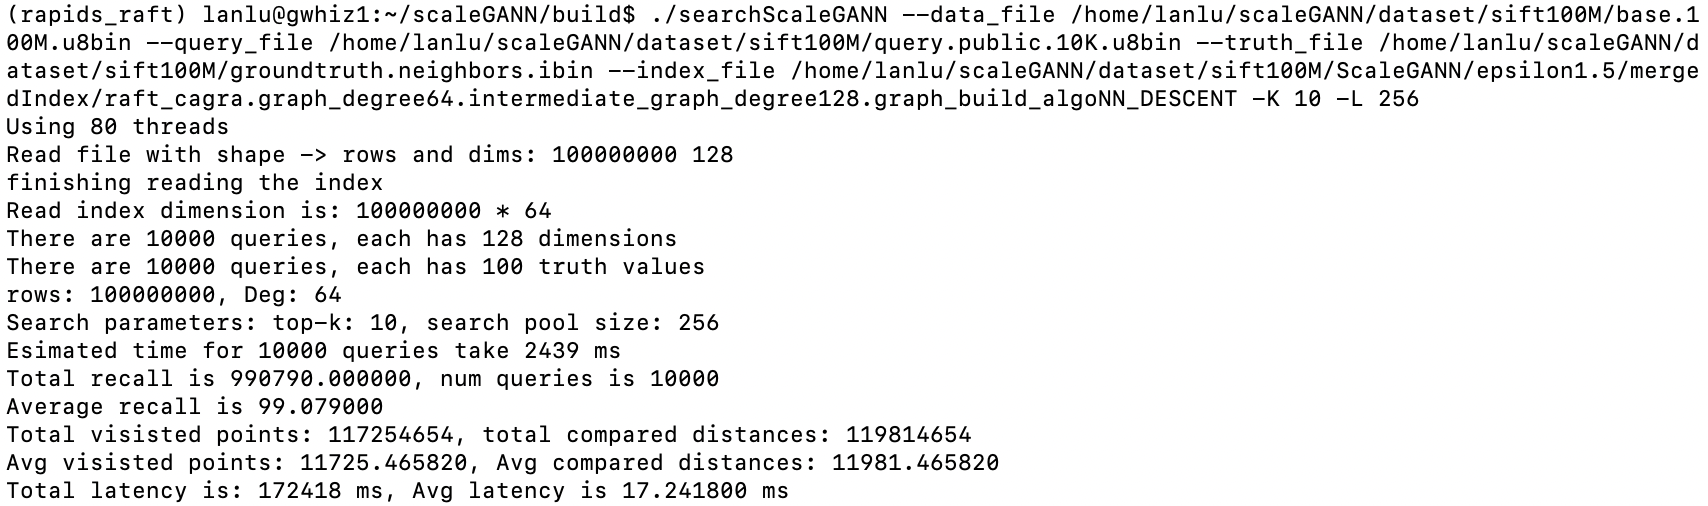 (rapids_raft) lanlu@gwhiz1:~/scaleGANN/build$ ./searchScaleGANN --data_file /home/lanlu/scaleGANN/dataset/sift100M/base.1
00M.u8bin --query_file /home/lanlu/scaleGANN/dataset/sift100M/query.public.10K.u8bin --truth_file /home/lanlu/scaleGANN/d
ataset/sift100M/groundtruth.neighbors.ibin --index_file /home/lanlu/scaleGANN/dataset/sift100M/ScaleGANN/epsilon1.5/merge
dIndex/raft_cagra.graph_degree64.intermediate_graph_degree128.graph_build_algoNN_DESCENT -K 10 -L 256
Using 80 threads
Read file with shape -> rows and dims: 100000000 128
finishing reading the index
Read index dimension is: 100000000 * 64
There are 10000 queries, each has 128 dimensions
There are 10000 queries, each has 100 truth values
rows: 100000000, Deg: 64
Search parameters: top-k: 10, search pool size: 256
Esimated time for 10000 queries take 2439 ms
Total recall is 990790.000000, num queries is 10000
Average recall is 99.079000
Total visisted points: 117254654, total compared distances: 119814654
Avg visisted points: 11725.465820, Avg compared distances: 11981.465820
Total latency is: 172418 ms, Avg latency is 17.241800 ms